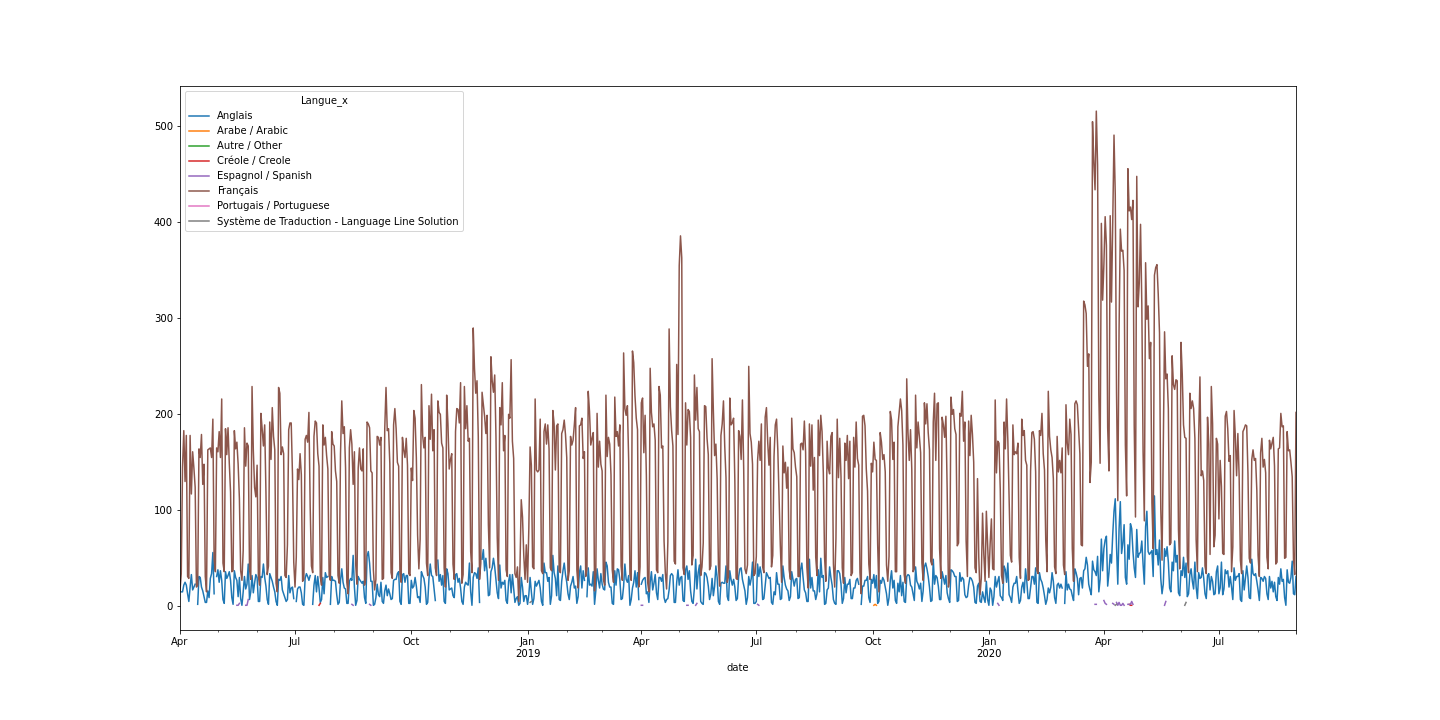 Langue_x
Anglais
Arabe / Arabic
Autre / Other
Créole / Creole
Espagnol / Spanish
Français
Portugais / Portuguese
Système de Traduction - Language Line Solution
500
400
300
200
100
0
Apr Jul Oct Jan Apr Jul Oct Jan Apr Jul
2019 2020
date